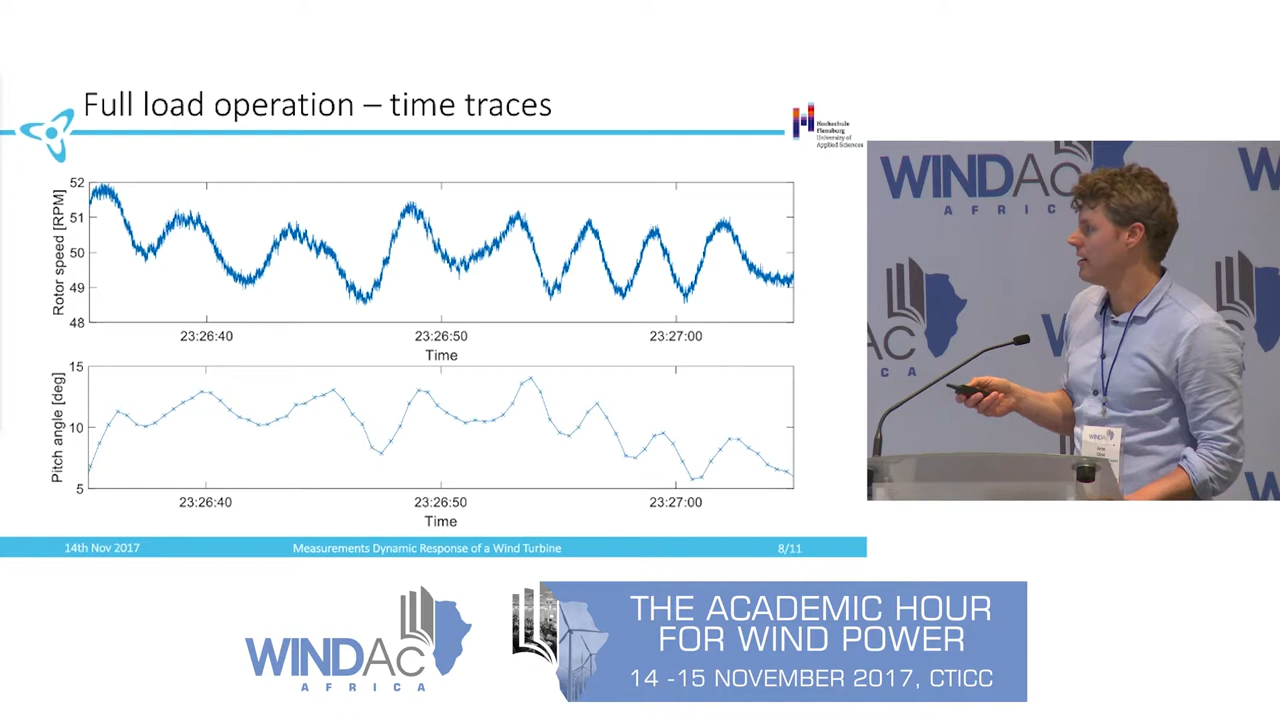 Full load operation – time traces
Hochschule
Flensburg
University of
Applied Sciences
WINDAC
AFRICA
Rotor speed [RPM]
52
51
50
49
48
23:26:40
23:26:50
23:27:00
Time
Pitch angle [deg]
15
10
5
23:26:40
23:26:50
23:27:00
Time
14th Nov 2017
Measurements Dynamic Response of a Wind Turbine
8/11
WINDAC
AFRICA
THE ACADEMIC HOUR
FOR WIND POWER
14 -15 NOVEMBER 2017, CTICC